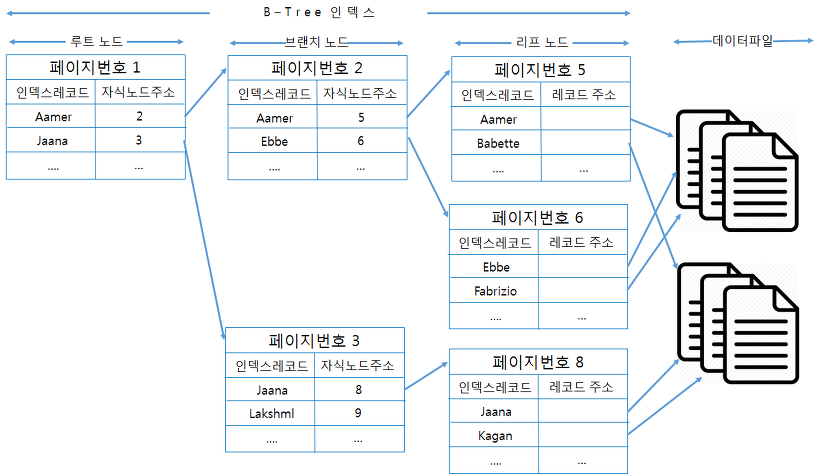 B–Tree 인덱스
루트 노드 브랜치 노드 리프 노드 데이터파일
페이지번호 1
인덱스레코드 자식노드주소
Aamer 2
Jaana 3
.... ...
페이지번호 2
인덱스레코드 자식노드주소
Aamer 5
Ebbe 6
.... ...
페이지번호 5
인덱스레코드 레코드 주소
Aamer
Babette
.... ...
페이지번호 6
인덱스레코드 레코드 주소
Ebbe
Fabrizio
.... ...
페이지번호 3
인덱스레코드 자식노드주소
Jaana 8
Lakshml 9
.... ...
페이지번호 8
인덱스레코드 레코드 주소
Jaana
Kagan
.... ...